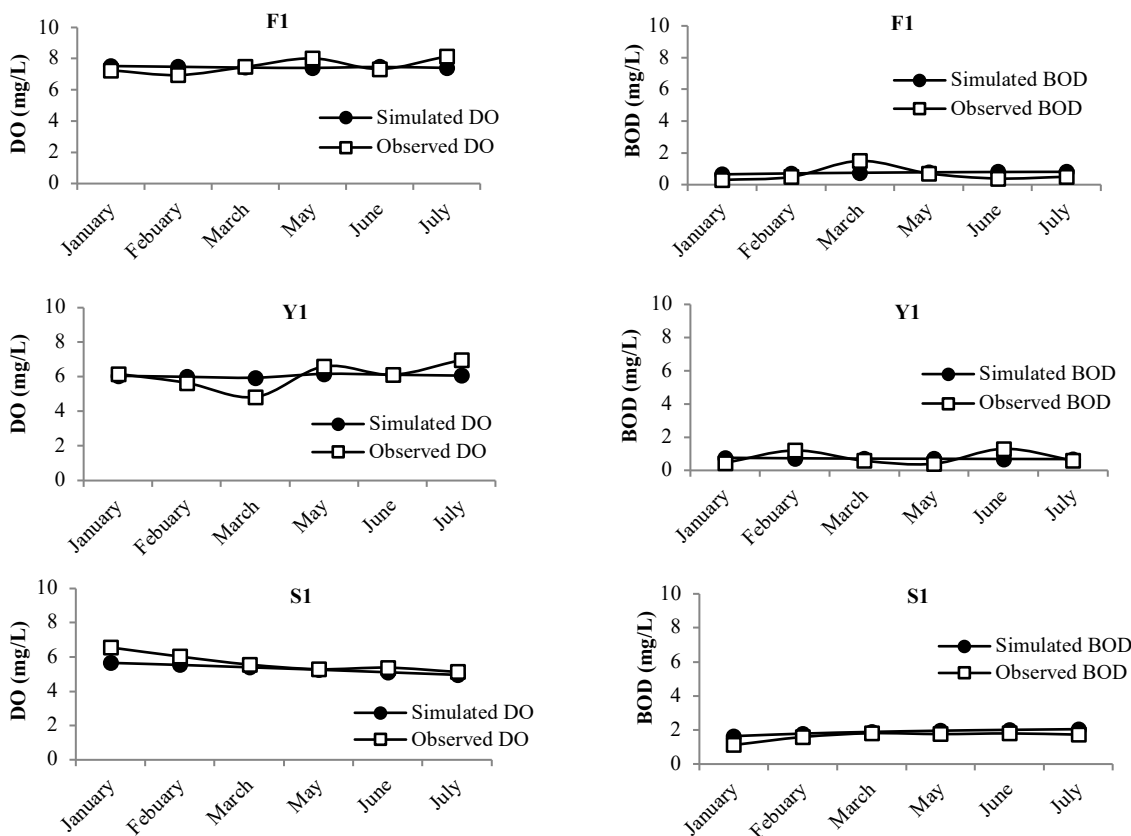 F1
DO (mg/L)
10
8
6
4
2
0
Simulated DO
Observed DO
January
Febuary
March
May
June
July
F1
BOD (mg/L)
10
8
6
4
2
0
Simulated BOD
Observed BOD
January
Febuary
March
May
June
July
Y1
DO (mg/L)
10
8
6
4
2
0
Simulated DO
Observed DO
January
Febuary
March
May
June
July
Y1
BOD (mg/L)
10
8
6
4
2
0
Simulated BOD
Observed BOD
January
Febuary
March
May
June
July
S1
DO (mg/L)
10
8
6
4
2
0
Simulated DO
Observed DO
January
Febuary
March
May
June
July
S1
BOD (mg/L)
10
8
6
4
2
0
Simulated BOD
Observed BOD
January
Febuary
March
May
June
July